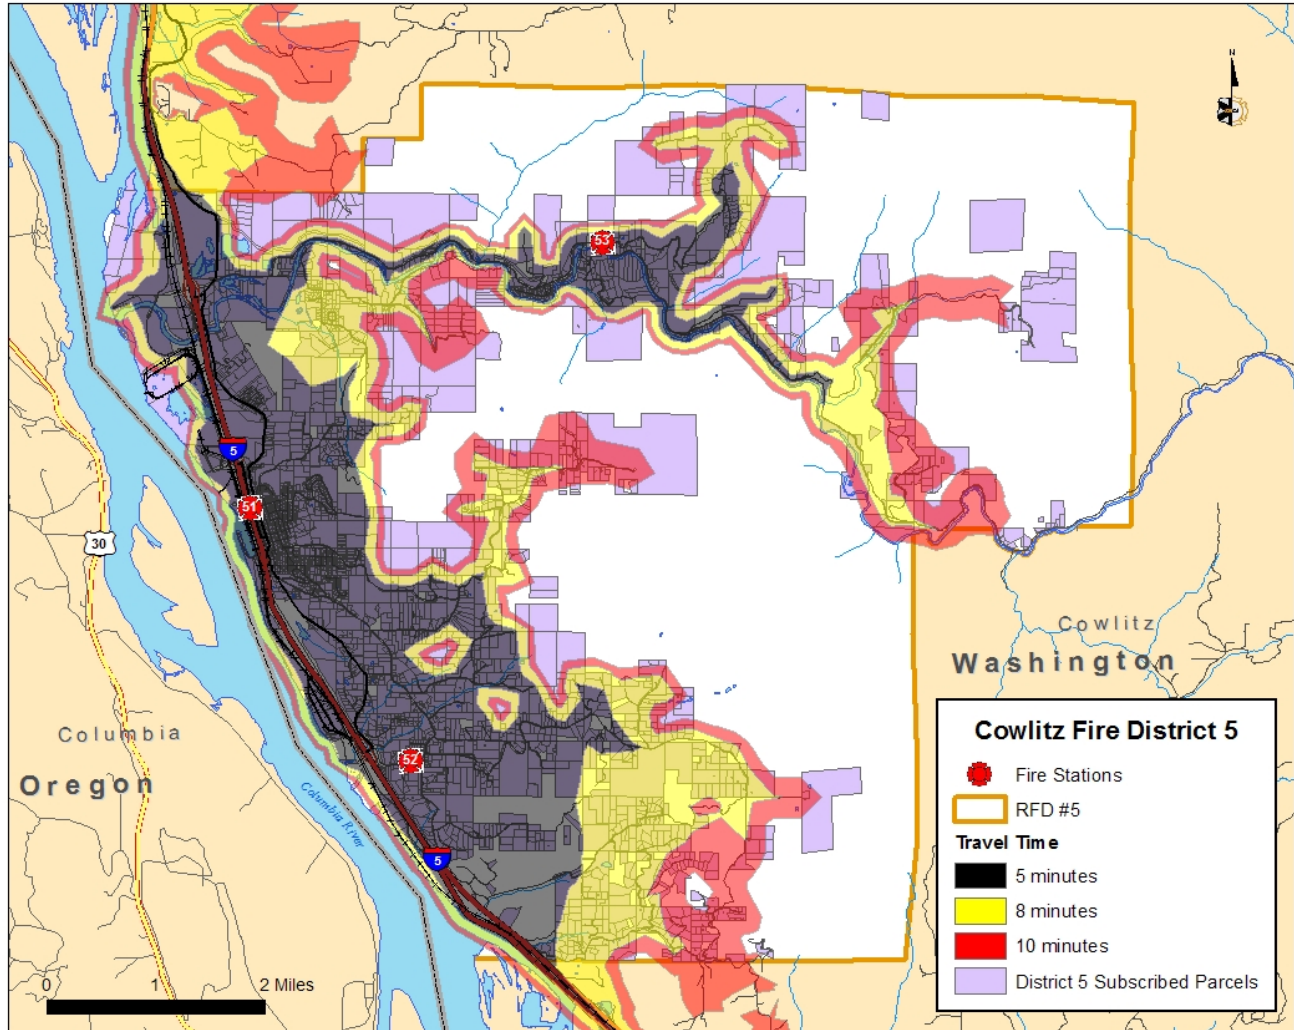 N
53
5
51
30
Cowlitz
Washington
Columbia
Oregon
52
Columbia River
5
0 1 2 Miles
Cowlitz Fire District 5
Fire Stations
RFD #5
Travel Time
5 minutes
8 minutes
10 minutes
District 5 Subscribed Parcels